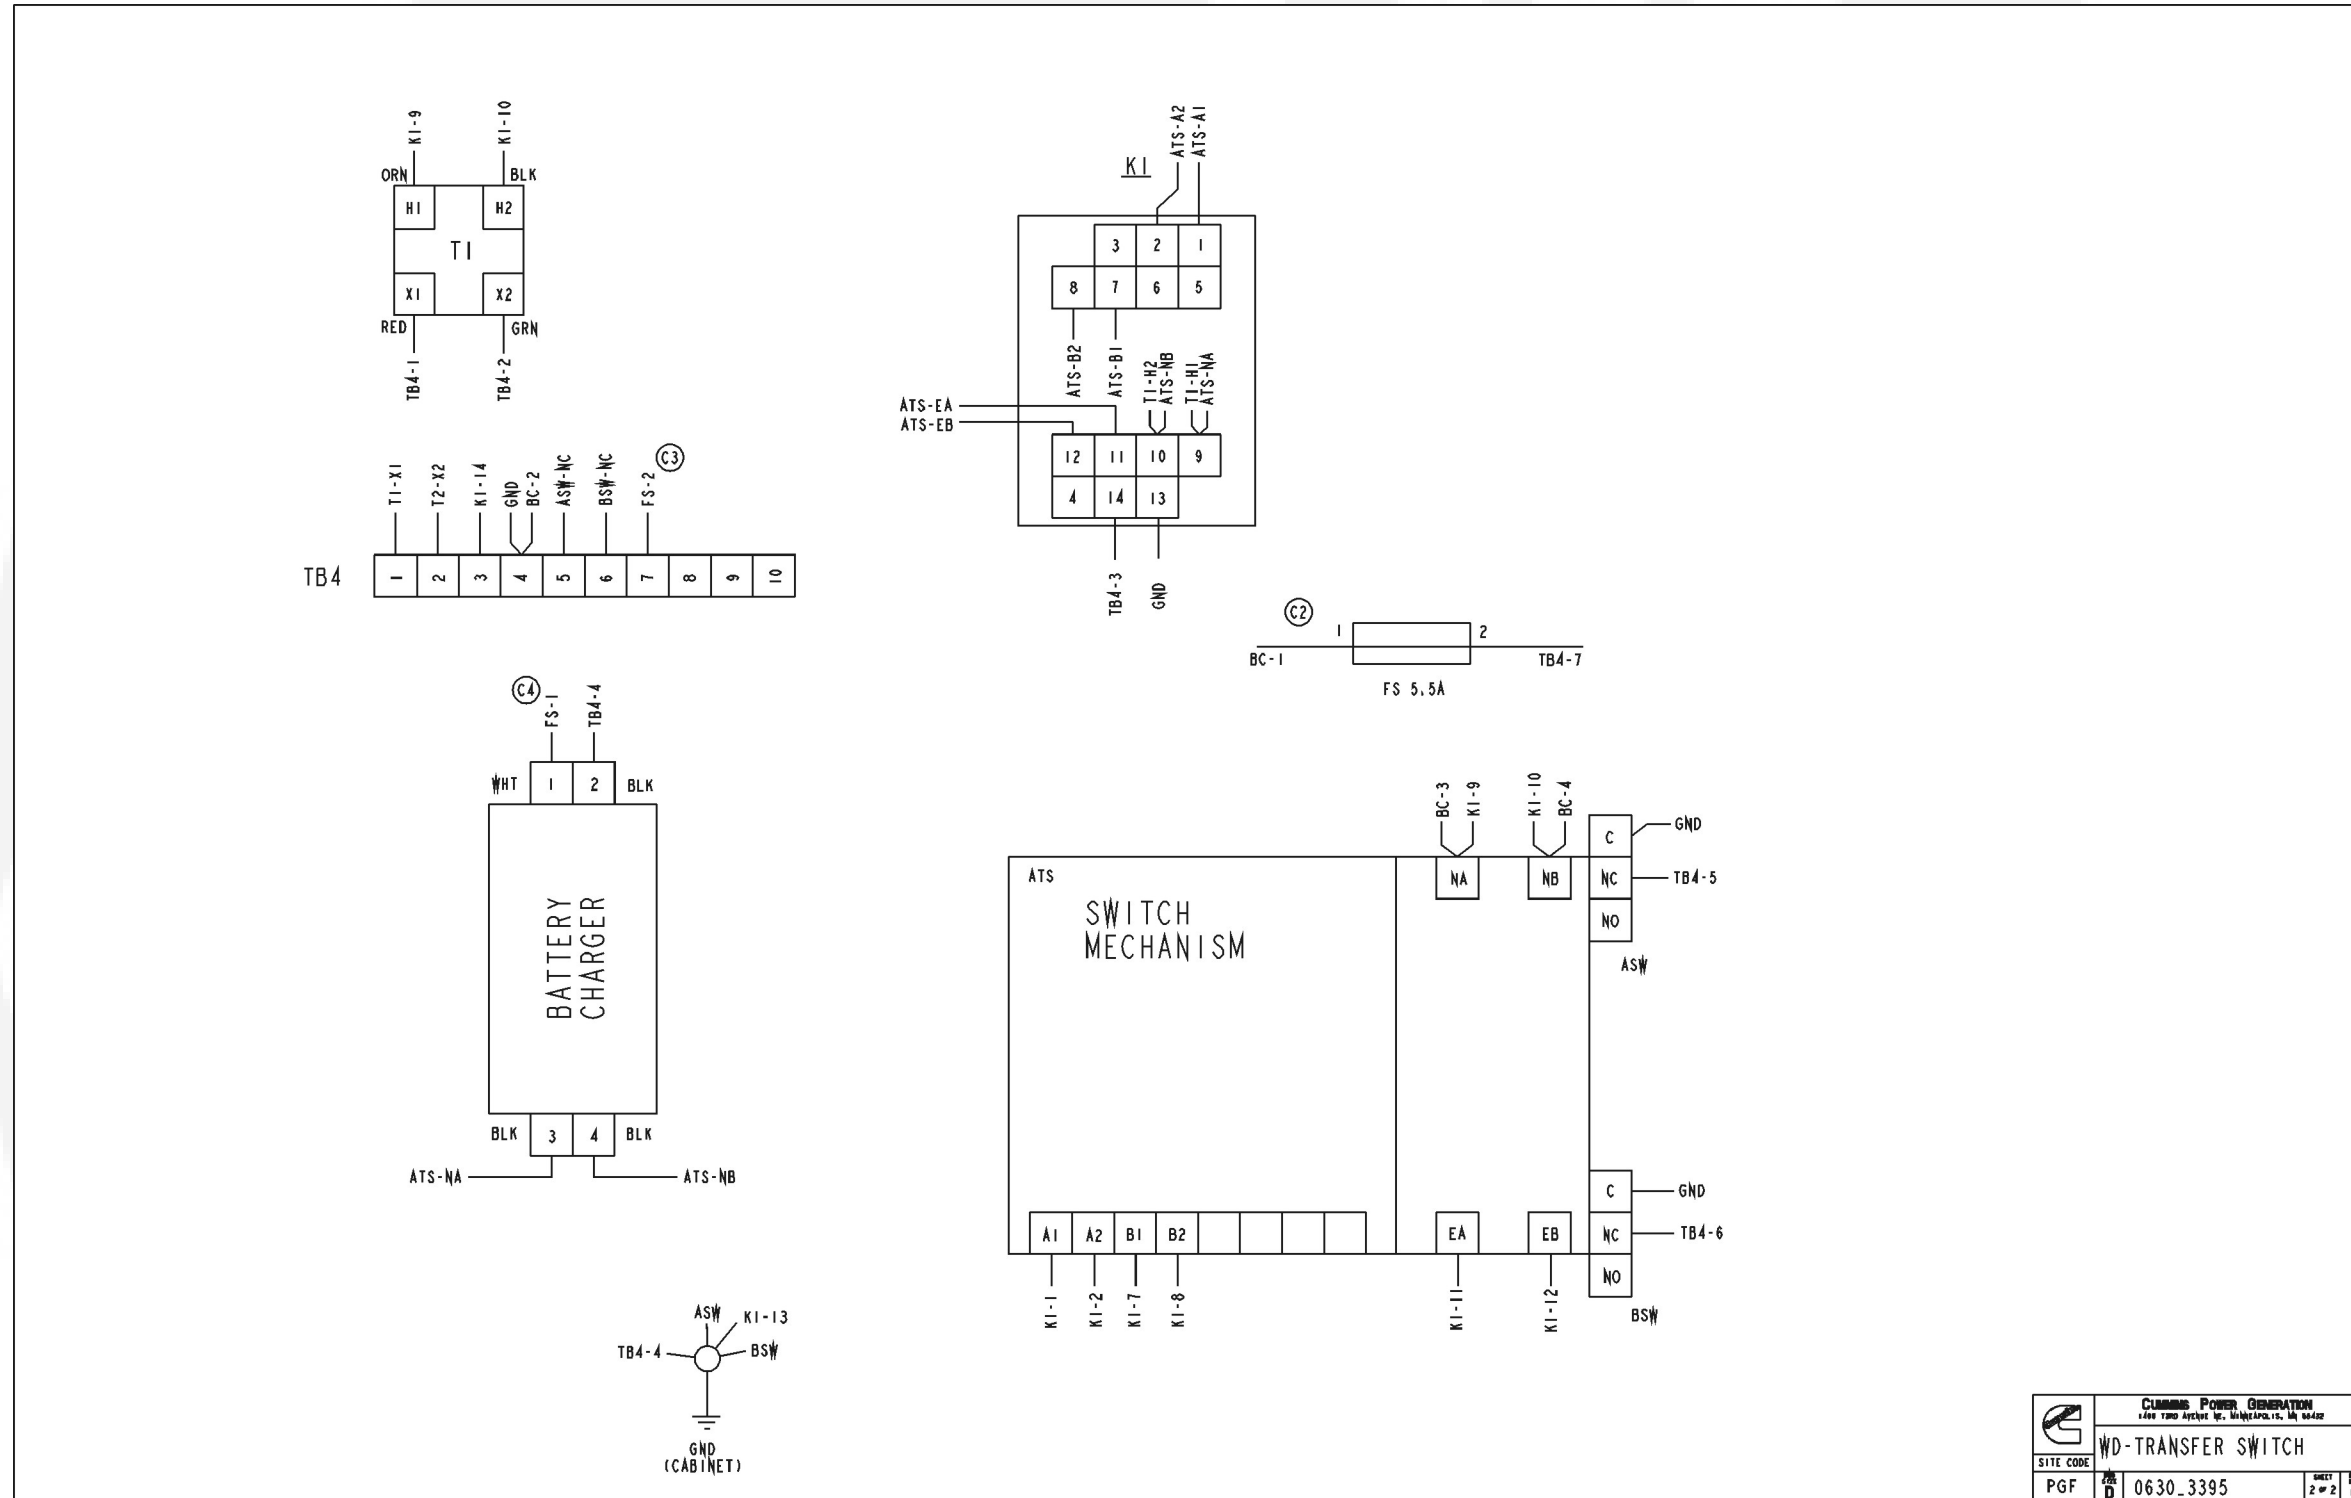 K1-9
K1-10
ORN
BLK
H1
H2
T1
X1
X2
RED
GRN
TB4-1
TB4-2
K1
ATS-A2
ATS-A1
3
2
1
8
7
6
5
ATS-B2
ATS-B1
T1-H2
ATS-NB
T1-H1
ATS-NA
ATS-EA
ATS-EB
12
11
10
9
4
14
13
TB4-3
GND
T1-X1
T2-X2
K1-14
GND
BC-2
ASW-NC
BSW-NC
FS-2
C3
TB4
1
2
3
4
5
6
7
8
9
10
C2
1
2
BC-1
TB4-7
FS 5.5A
C4
FS-1
TB4-4
WHT
1
2
BLK
BATTERY
CHARGER
BLK
3
4
BLK
ATS-NA
ATS-NB
BC-3
K1-9
K1-10
BC-4
ATS
SWITCH
MECHANISM
NA
NB
C
GND
NC
TB4-5
NO
ASW
C
GND
A1
A2
B1
B2
EA
EB
NC
TB4-6
NO
BSW
K1-1
K1-2
K1-7
K1-8
K1-11
K1-12
ASW
K1-13
TB4-4
BSW
GND
(CABINET)
CUMMINS POWER GENERATION
1400 73RD AVENUE NE, MINNEAPOLIS, MN 55432
WD-TRANSFER SWITCH
SITE CODE
PGF
D
0630_3395
SHEET
2 OF 2